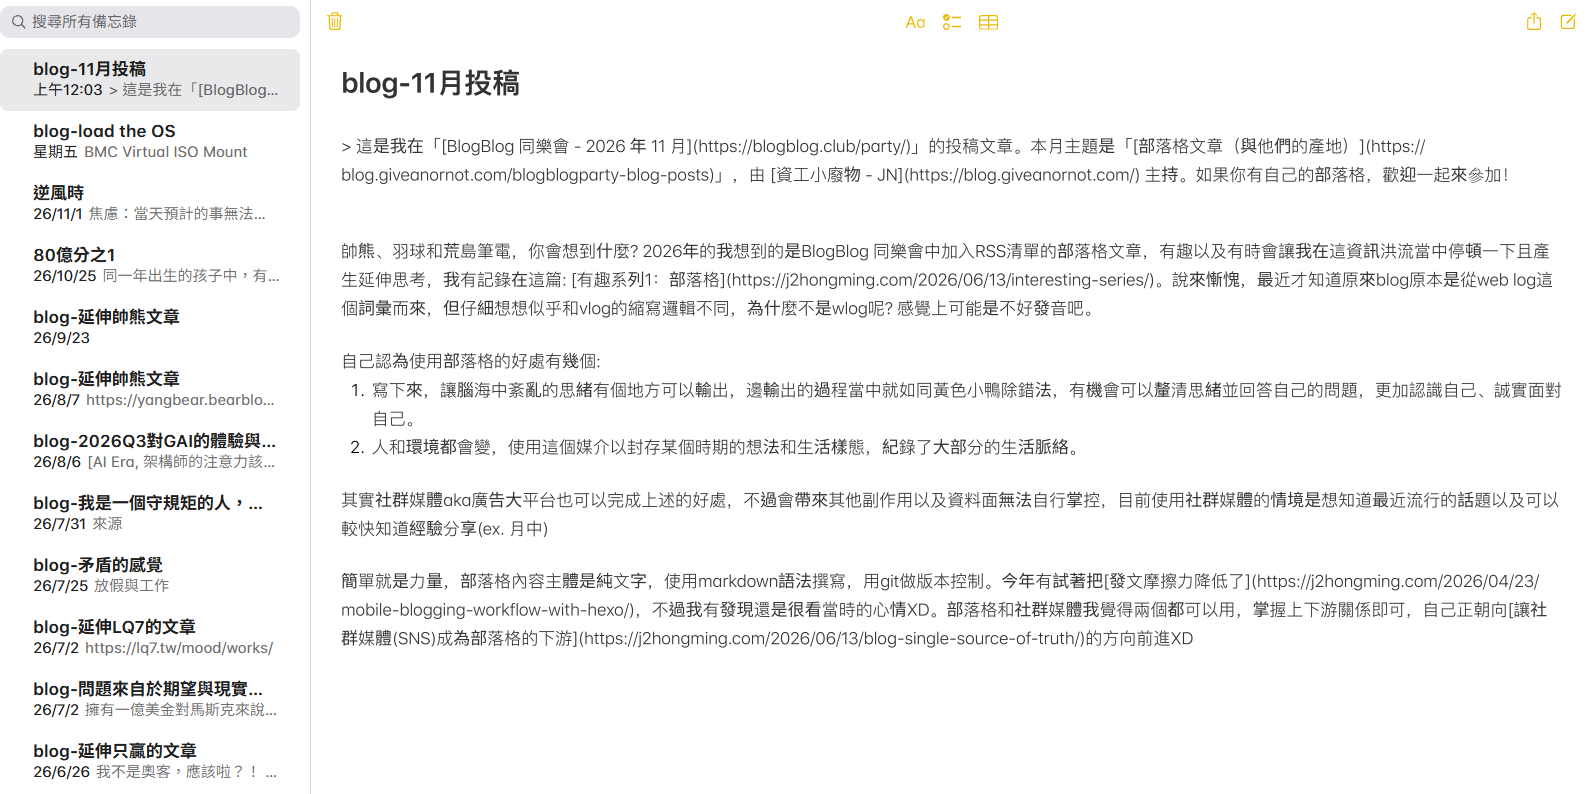 搜尋所有備忘錄
blog-11月投稿
上午12:03 > 這是我在「[BlogBlog...
blog-load the OS
星期五 BMC Virtual ISO Mount
逆風時
26/11/1 焦慮：當天預計的事無法...
80億分之1
26/10/25 同一年出生的孩子中，有...
blog-延伸帥熊文章
26/9/23
blog-延伸帥熊文章
26/8/7 https://yangbear.bearblo...
blog-2026Q3對GAI的體驗與...
26/8/6 [AI Era, 架構師的注意力該...
blog-我是一個守規矩的人，...
26/7/31 來源
blog-矛盾的感覺
26/7/25 放假與工作
blog-延伸LQ7的文章
26/7/2 https://lq7.tw/mood/works/
blog-問題來自於期望與現實...
26/7/2 擁有一億美金對馬斯克來說...
blog-延伸只贏的文章
26/6/26 我不是奧客，應該啦？！ ...
Aa
blog-11月投稿
> 這是我在「[BlogBlog 同樂會 - 2026 年 11 月](https://blogblog.club/party/)」的投稿文章。本月主題是「[部落格文章（與他們的產地）](https://
blog.giveanornot.com/blogblogparty-blog-posts)」，由 [資工小廢物 - JN](https://blog.giveanornot.com/) 主持。如果你有自己的部落格，歡迎一起來參加！
帥熊、羽球和荒島筆電，你會想到什麼? 2026年的我想到的是BlogBlog 同樂會中加入RSS清單的部落格文章，有趣以及有時會讓我在這資訊洪流當中停頓一下且產
生延伸思考，我有記錄在這篇: [有趣系列1：部落格](https://j2hongming.com/2026/06/13/interesting-series/)。說來慚愧，最近才知道原來blog原本是從web log這
個詞彙而來，但仔細想想似乎和vlog的縮寫邏輯不同，為什麼不是wlog呢? 感覺上可能是不好發音吧。
自己認為使用部落格的好處有幾個:
1. 寫下來，讓腦海中紊亂的思緒有個地方可以輸出，邊輸出的過程當中就如同黃色小鴨除錯法，有機會可以釐清思緒並回答自己的問題，更加認識自己、誠實面對
自己。
2. 人和環境都會變，使用這個媒介以封存某個時期的想法和生活樣態，紀錄了大部分的生活脈絡。
其實社群媒體aka廣告大平台也可以完成上述的好處，不過會帶來其他副作用以及資料面無法自行掌控，目前使用社群媒體的情境是想知道最近流行的話題以及可以
較快知道經驗分享(ex. 月中)
簡單就是力量，部落格內容主體是純文字，使用markdown語法撰寫，用git做版本控制。今年有試著把[發文摩擦力降低了](https://j2hongming.com/2026/04/23/
mobile-blogging-workflow-with-hexo/)，不過我有發現還是很看當時的心情XD。部落格和社群媒體我覺得兩個都可以用，掌握上下游關係即可，自己正朝向[讓社
群媒體(SNS)成為部落格的下游](https://j2hongming.com/2026/06/13/blog-single-source-of-truth/)的方向前進XD